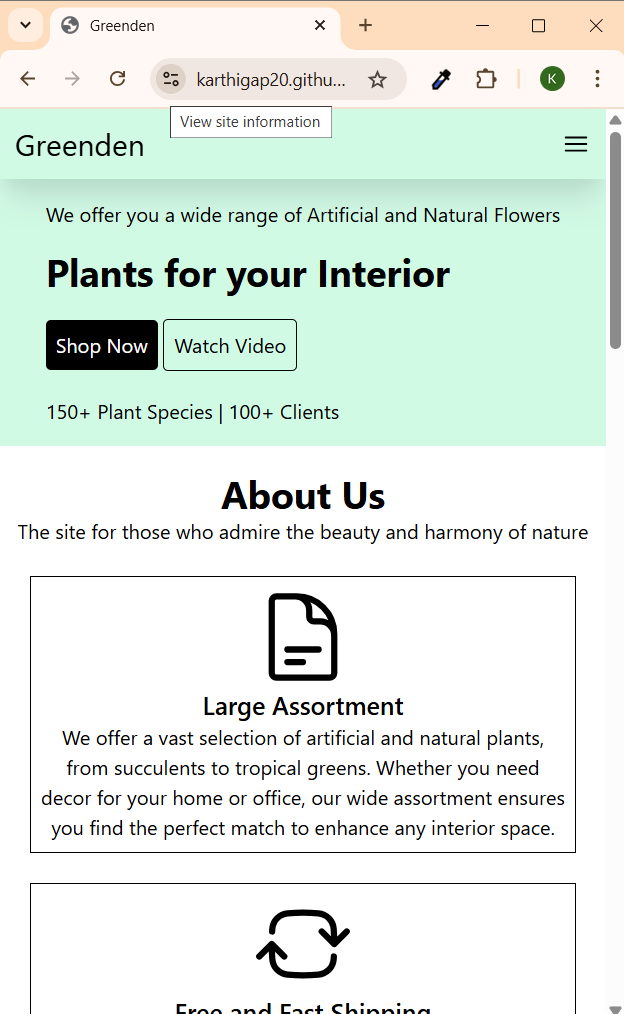 Greenden
karthigap20.githu...
K
View site information
Greenden
We offer you a wide range of Artificial and Natural Flowers
Plants for your Interior
Shop Now
Watch Video
150+ Plant Species | 100+ Clients
About Us
The site for those who admire the beauty and harmony of nature
Large Assortment
We offer a vast selection of artificial and natural plants,
from succulents to tropical greens. Whether you need
decor for your home or office, our wide assortment ensures
you find the perfect match to enhance any interior space.
Free and Fast Shipping